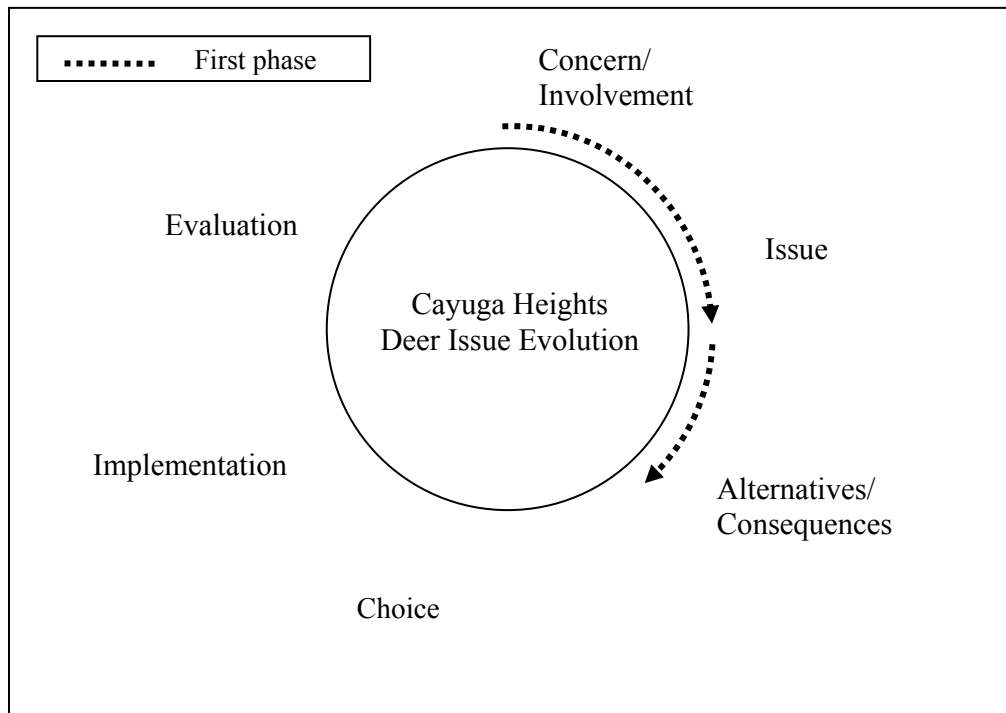 First phase
Concern/
Involvement
Evaluation
Issue
Cayuga Heights
Deer Issue Evolution
Implementation
Alternatives/
Consequences
Choice